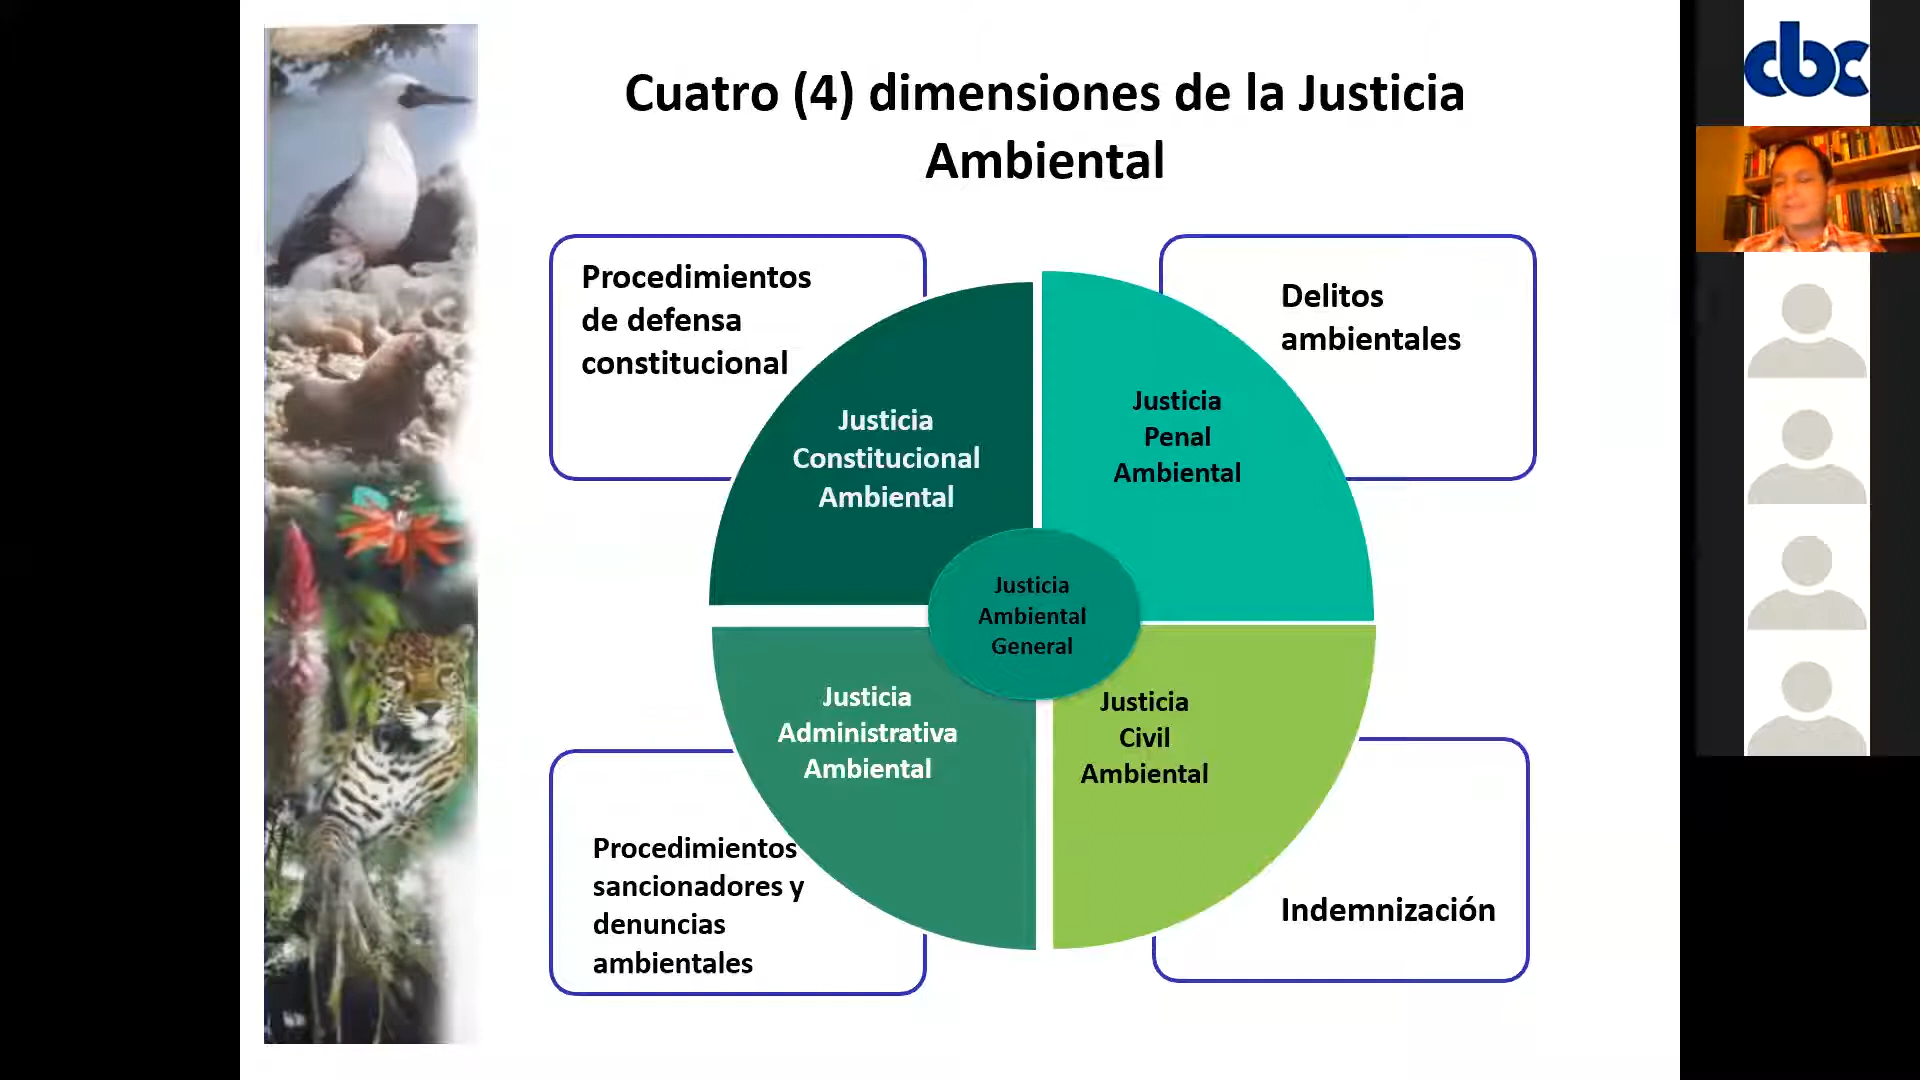 Cuatro (4) dimensiones de la Justicia
Ambiental
Procedimientos
de defensa
constitucional
Delitos
ambientales
Justicia
Constitucional
Ambiental
Justicia
Penal
Ambiental
Justicia
Ambiental
General
Justicia
Administrativa
Ambiental
Justicia
Civil
Ambiental
Procedimientos
sancionadores y
denuncias
ambientales
Indemnización
cbc